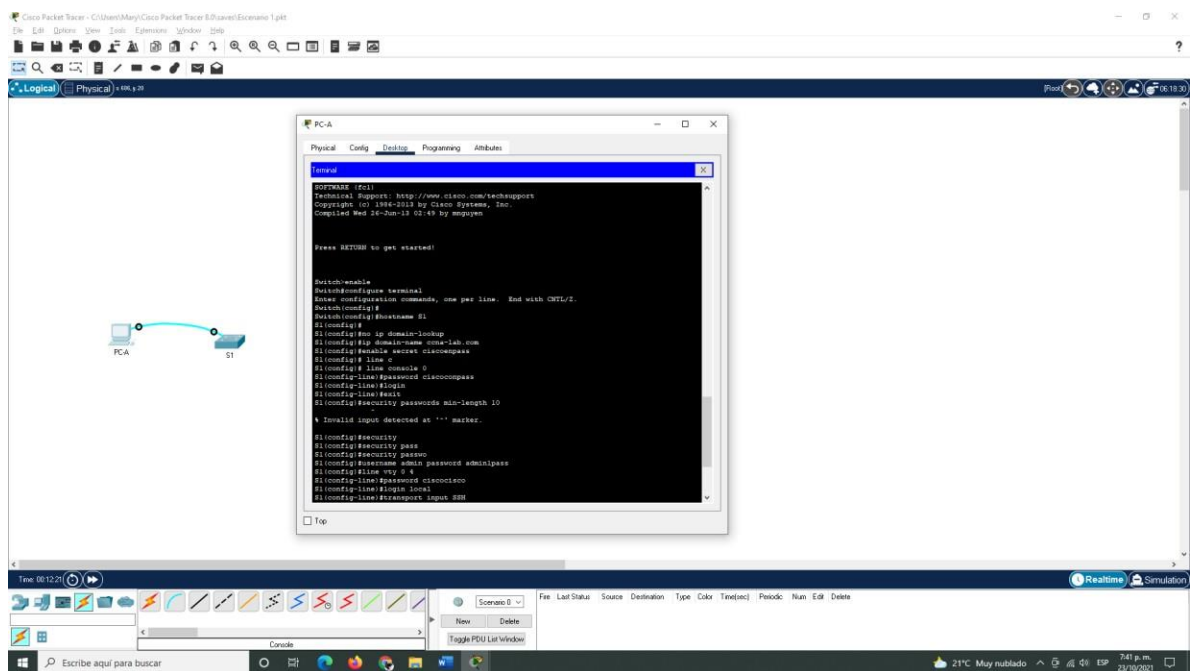 Cisco Packet Tracer - C:\Users\Mary\Cisco Packet Tracer 8.0\saves\Escenario 1.pkt
File Edit Options View Tools Extensions Window Help
?
Logical Physical x: 606, y: 20
[Root] 06:18:30
PC-A
Physical Config Desktop Programming Attributes
Terminal X
SOFTWARE (fc1)
Technical Support: http://www.cisco.com/techsupport
Copyright (c) 1986-2013 by Cisco Systems, Inc.
Compiled Wed 26-Jun-13 02:49 by mnguyen
Press RETURN to get started!
Switch>enable
Switch#configure terminal
Enter configuration commands, one per line. End with CNTL/Z.
Switch(config)#
Switch(config)#hostname S1
S1(config)#
S1(config)#no ip domain-lookup
S1(config)#ip domain-name ccna-lab.com
S1(config)#enable secret ciscoenpass
S1(config)# line c
S1(config)# line console 0
S1(config-line)#password ciscoconpass
S1(config-line)#login
S1(config-line)#exit
S1(config)#security passwords min-length 10
^
% Invalid input detected at '^' marker.
S1(config)#security
S1(config)#security pass
S1(config)#security passwo
S1(config)#username admin password admin1pass
S1(config)#line vty 0 4
S1(config-line)#password ciscocisco
S1(config-line)#login local
S1(config-line)#transport input SSH
Top
PC-A
S1
Time: 00:12:21
Realtime Simulation
Scenario 0
New Delete
Toggle PDU List Window
Fire Last Status Source Destination Type Color Time(sec) Periodic Num Edit Delete
Console
Escribe aquí para buscar
21°C Muy nublado ESP 7:41 p. m.
23/10/2021